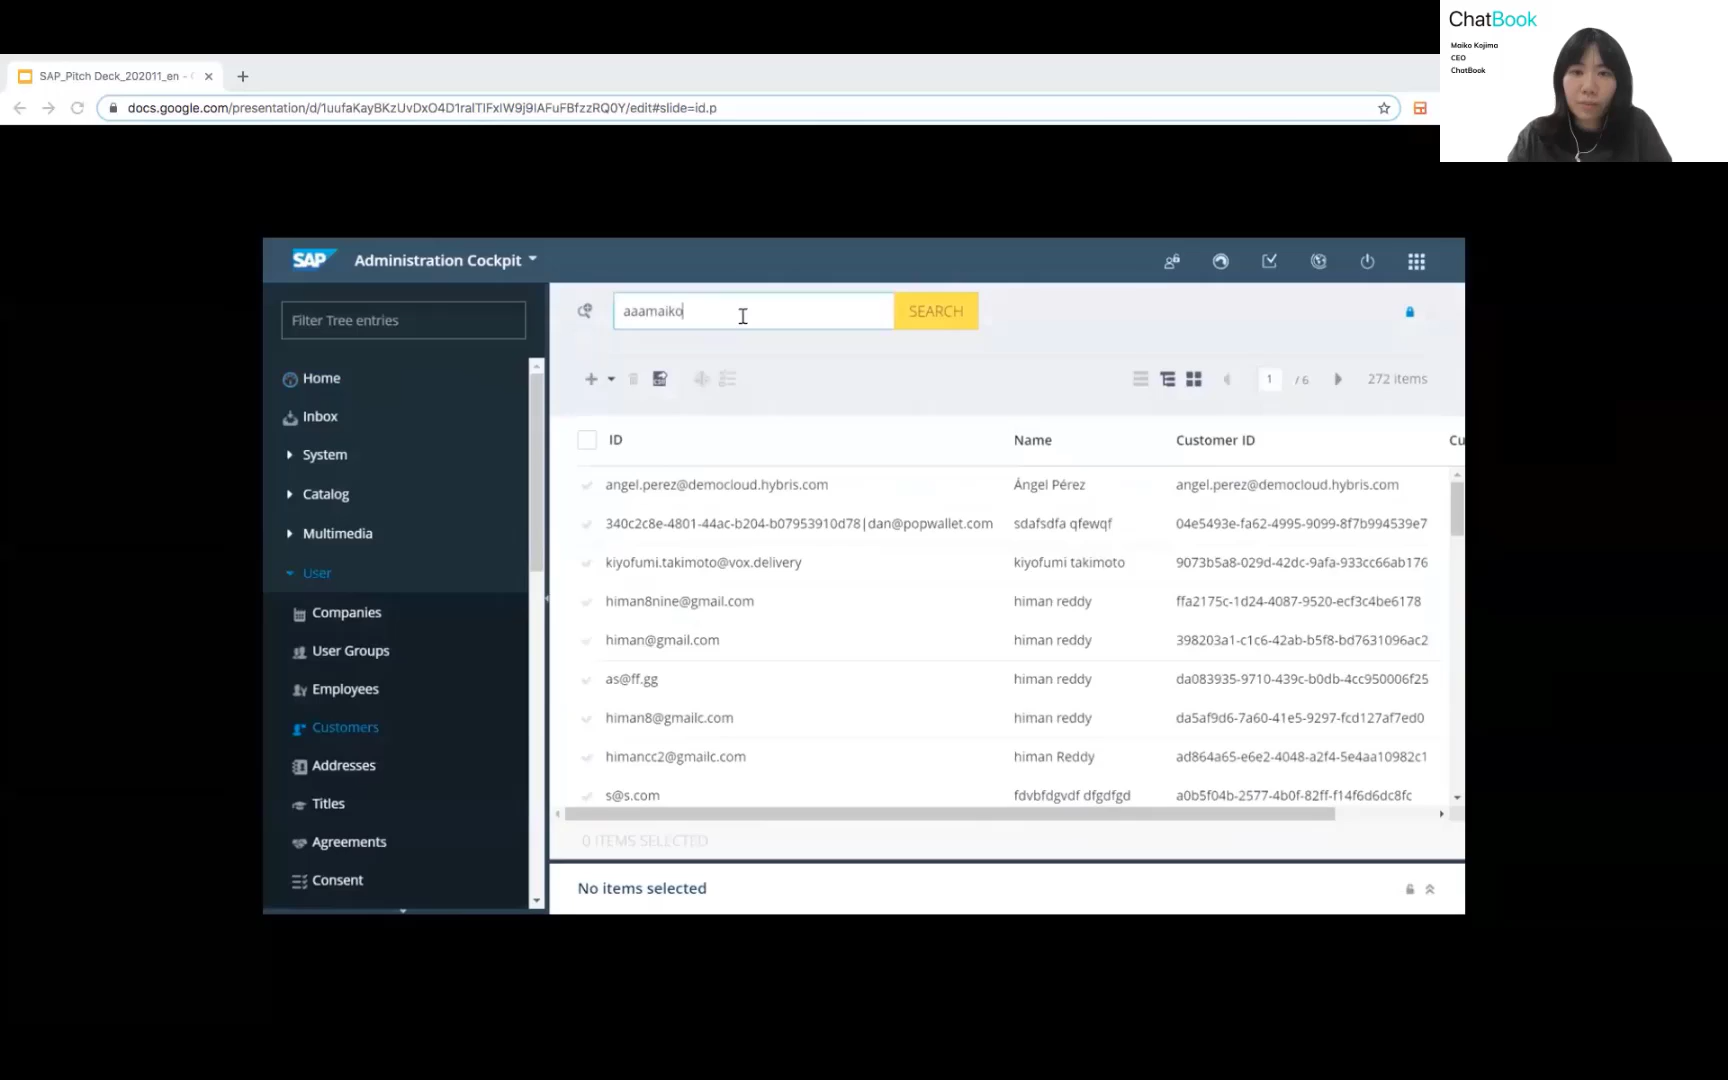 SAP_Pitch Deck_202011_en -
docs.google.com/presentation/d/1uufaKayBKzUvDxO4D1raITIFxIW9j9IAFuFBfzzRQ0Y/edit#slide=id.p
ChatBook
Maiko Kojima
CEO
ChatBook
SAP Administration Cockpit
Filter Tree entries
Home
Inbox
System
Catalog
Multimedia
User
Companies
User Groups
Employees
Customers
Addresses
Titles
Agreements
Consent
aaamaiko SEARCH
1 / 6 272 items
ID Name Customer ID Cu
angel.perez@democloud.hybris.com Ángel Pérez angel.perez@democloud.hybris.com
340c2c8e-4801-44ac-b204-b07953910d78|dan@popwallet.com sdafsdfa qfewqf 04e5493e-fa62-4995-9099-8f7b994539e7
kiyofumi.takimoto@vox.delivery kiyofumi takimoto 9073b5a8-029d-42dc-9afa-933cc66ab176
himan8nine@gmail.com himan reddy ffa2175c-1d24-4087-9520-ecf3c4be6178
himan@gmail.com himan reddy 398203a1-c1c6-42ab-b5f8-bd7631096ac2
as@ff.gg himan reddy da083935-9710-439c-b0db-4cc950006f25
himan8@gmailc.com himan reddy da5af9d6-7a60-41e5-9297-fcd127af7ed0
himancc2@gmailc.com himan Reddy ad864a65-e6e2-4048-a2f4-5e4aa10982c1
s@s.com fdvbfdgvdf dfgdfgd a0b5f04b-2577-4b0f-82ff-f14f6d6dc8fc
0 ITEMS SELECTED
No items selected